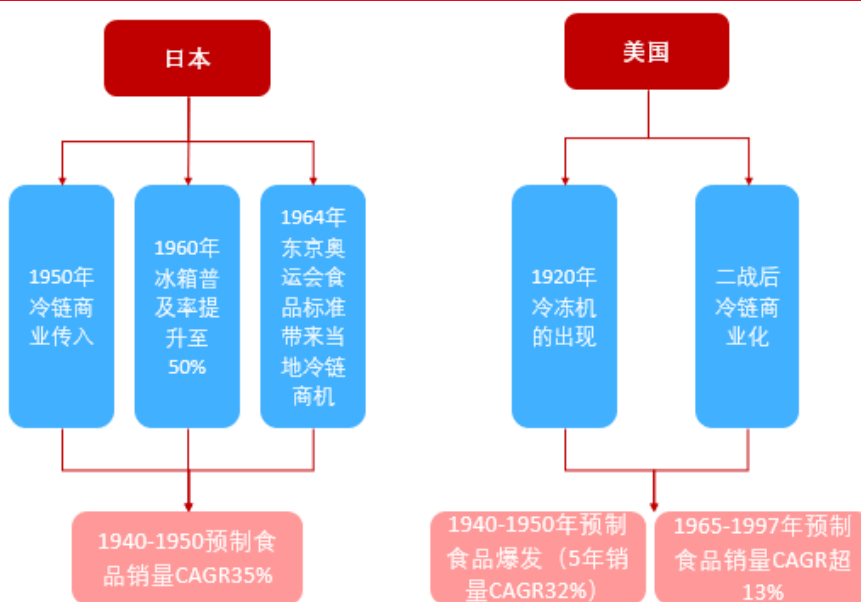 日本
1950年
冷链商
业传入
1960年
冰箱普
及率提
升至
50%
1964年
东京奥
运会食
品标准
带来当
地冷链
商机
1940-1950预制食
品销量CAGR35%
美国
1920年
冷冻机
的出现
二战后
冷链商
业化
1940-1950年预制
食品爆发（5年销
量CAGR32%）
1965-1997年预制
食品销量CAGR超
13%